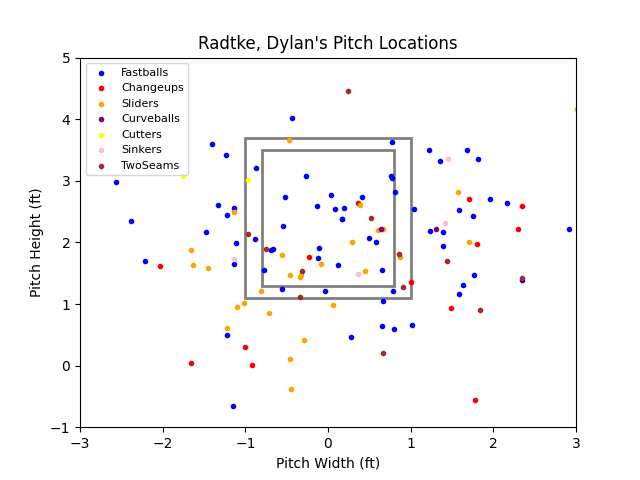 Radtke, Dylan's Pitch Locations
Fastballs
Changeups
Sliders
Curveballs
Cutters
Sinkers
TwoSeams
5
4
3
2
1
0
−1
−3
−2
−1
0
1
2
3
Pitch Height (ft)
Pitch Width (ft)